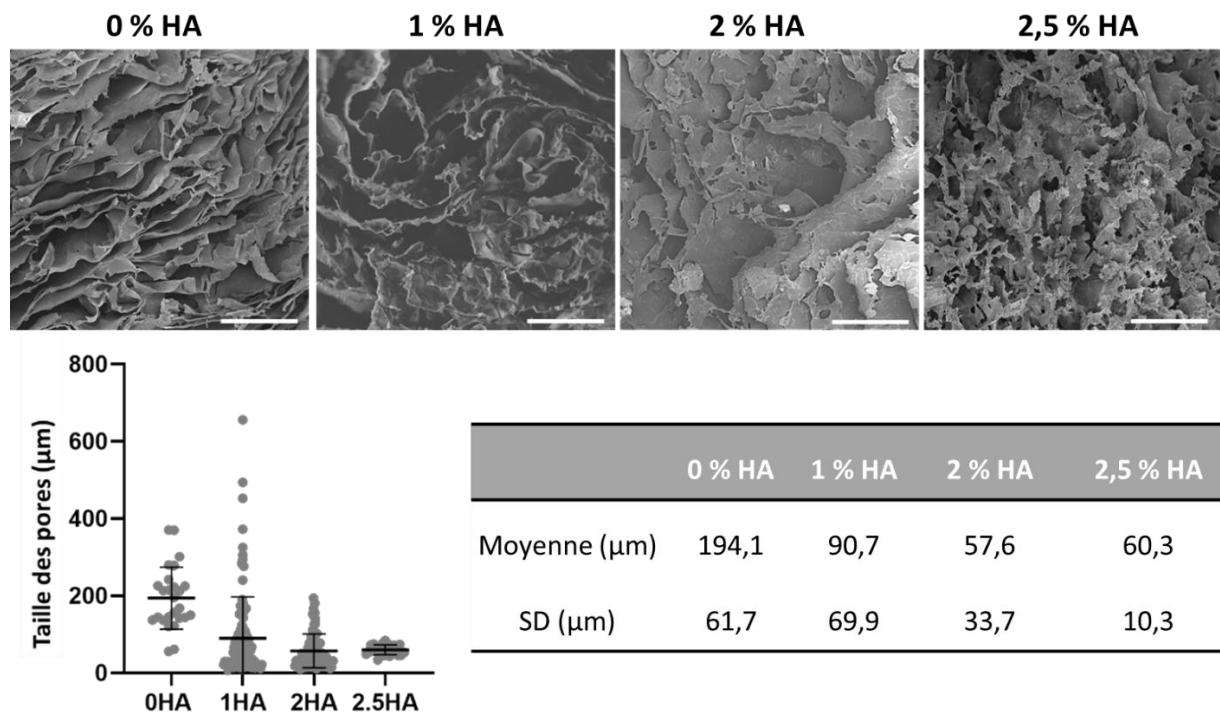 0 % HA 1 % HA 2 % HA 2,5 % HA
Taille des pores (µm)
800
600
400
200
0
0HA 1HA 2HA 2.5HA
0 % HA 1 % HA 2 % HA 2,5 % HA
Moyenne (µm) 194,1 90,7 57,6 60,3
SD (µm) 61,7 69,9 33,7 10,3